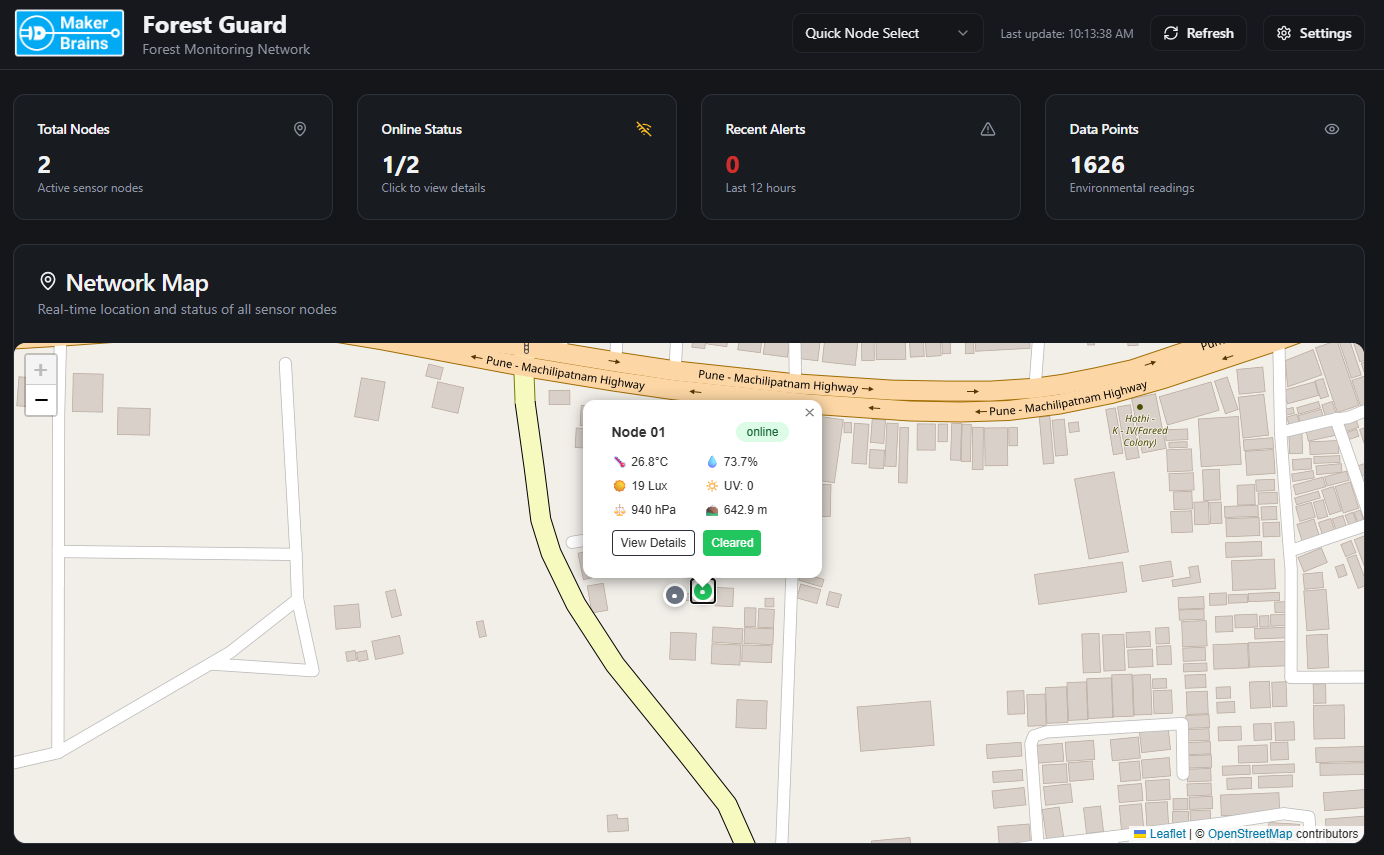 Maker
Brains
Forest Guard
Forest Monitoring Network
Quick Node Select
Last update: 10:13:38 AM
Refresh
Settings
Total Nodes
2
Active sensor nodes
Online Status
1/2
Click to view details
Recent Alerts
0
Last 12 hours
Data Points
1626
Environmental readings
Network Map
Real-time location and status of all sensor nodes
+
−
Pune - Machilipatnam Highway
Pune - Machilipatnam Highway
Pune - Machilipatnam Highway
Hothi -
K - IV(Fareed
Colony)
Node 01
online
26.8°C
73.7%
19 Lux
UV: 0
940 hPa
642.9 m
View Details
Cleared
Leaflet | © OpenStreetMap contributors